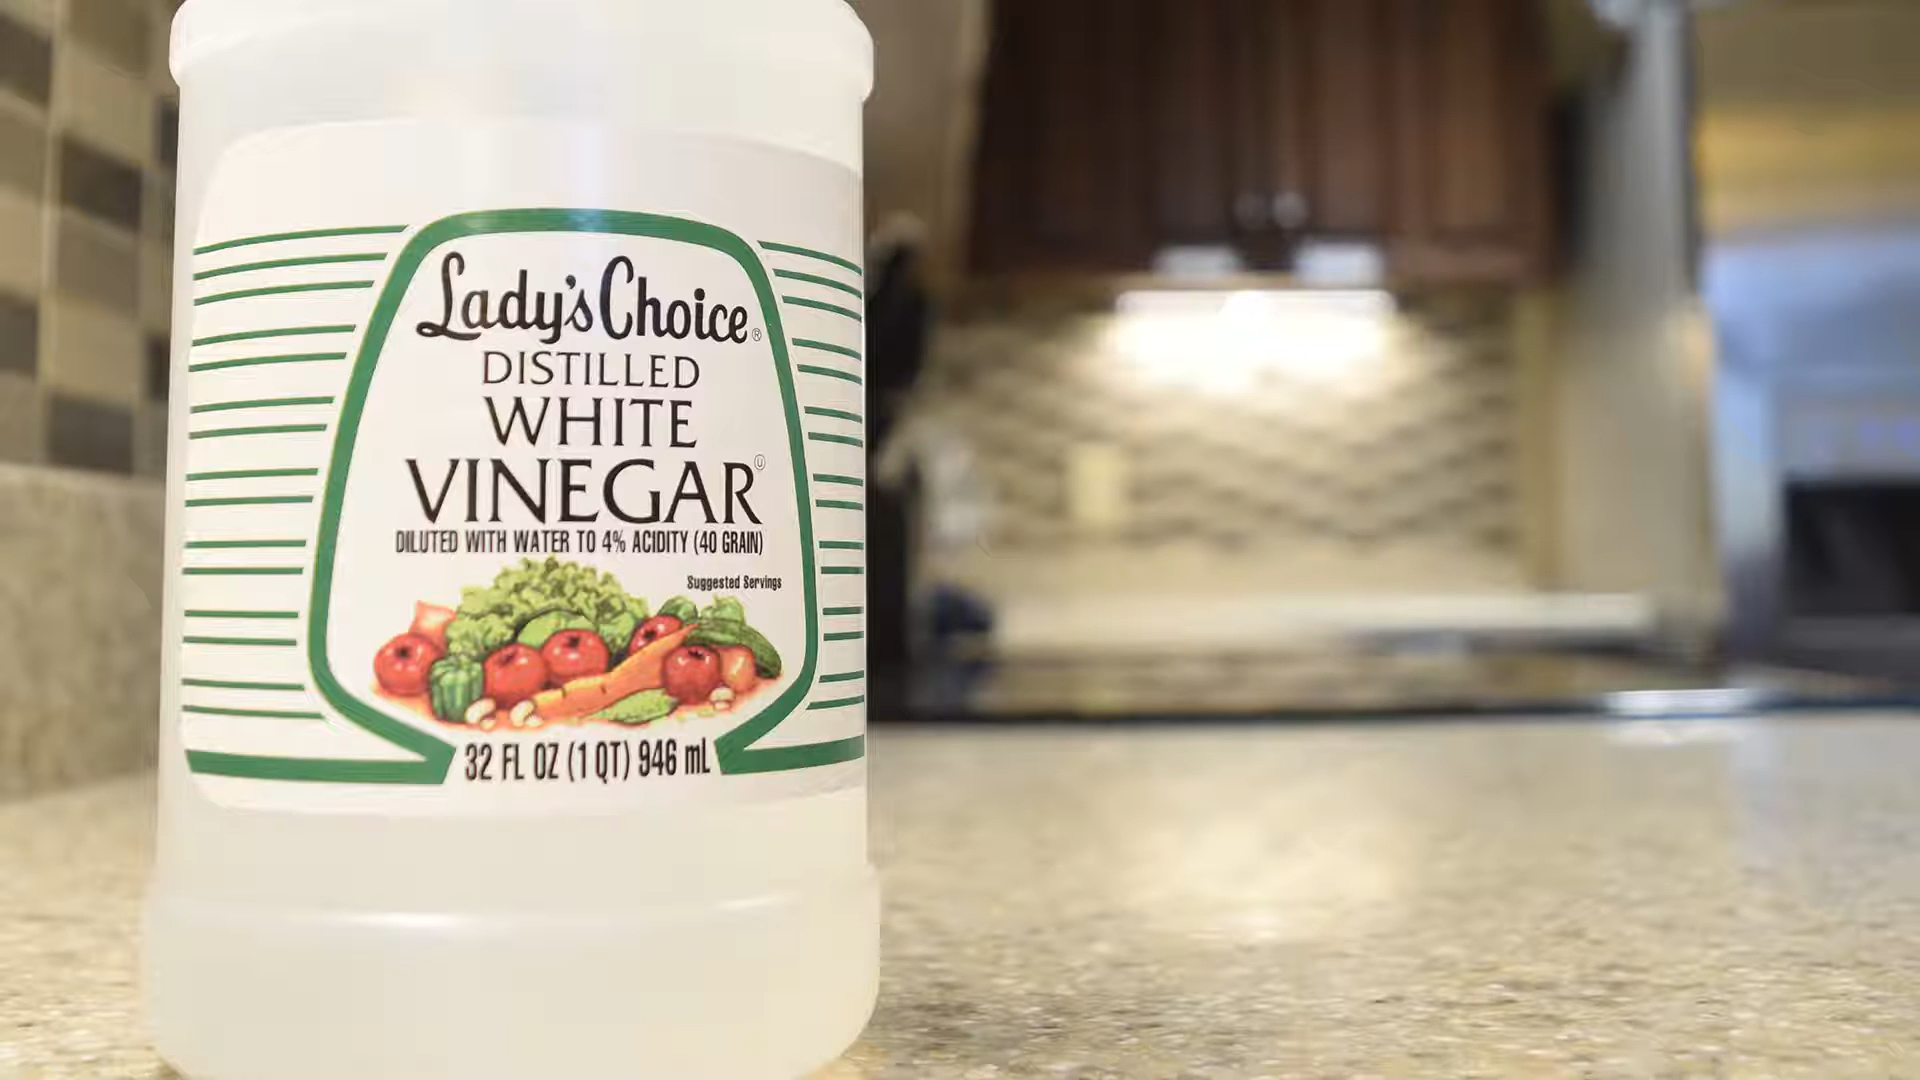 Lady's Choice®
DISTILLED
WHITE
VINEGAR Ⓤ
DILUTED WITH WATER TO 4% ACIDITY (40 GRAIN)
Suggested Servings
32 FL OZ (1 QT) 946 mL